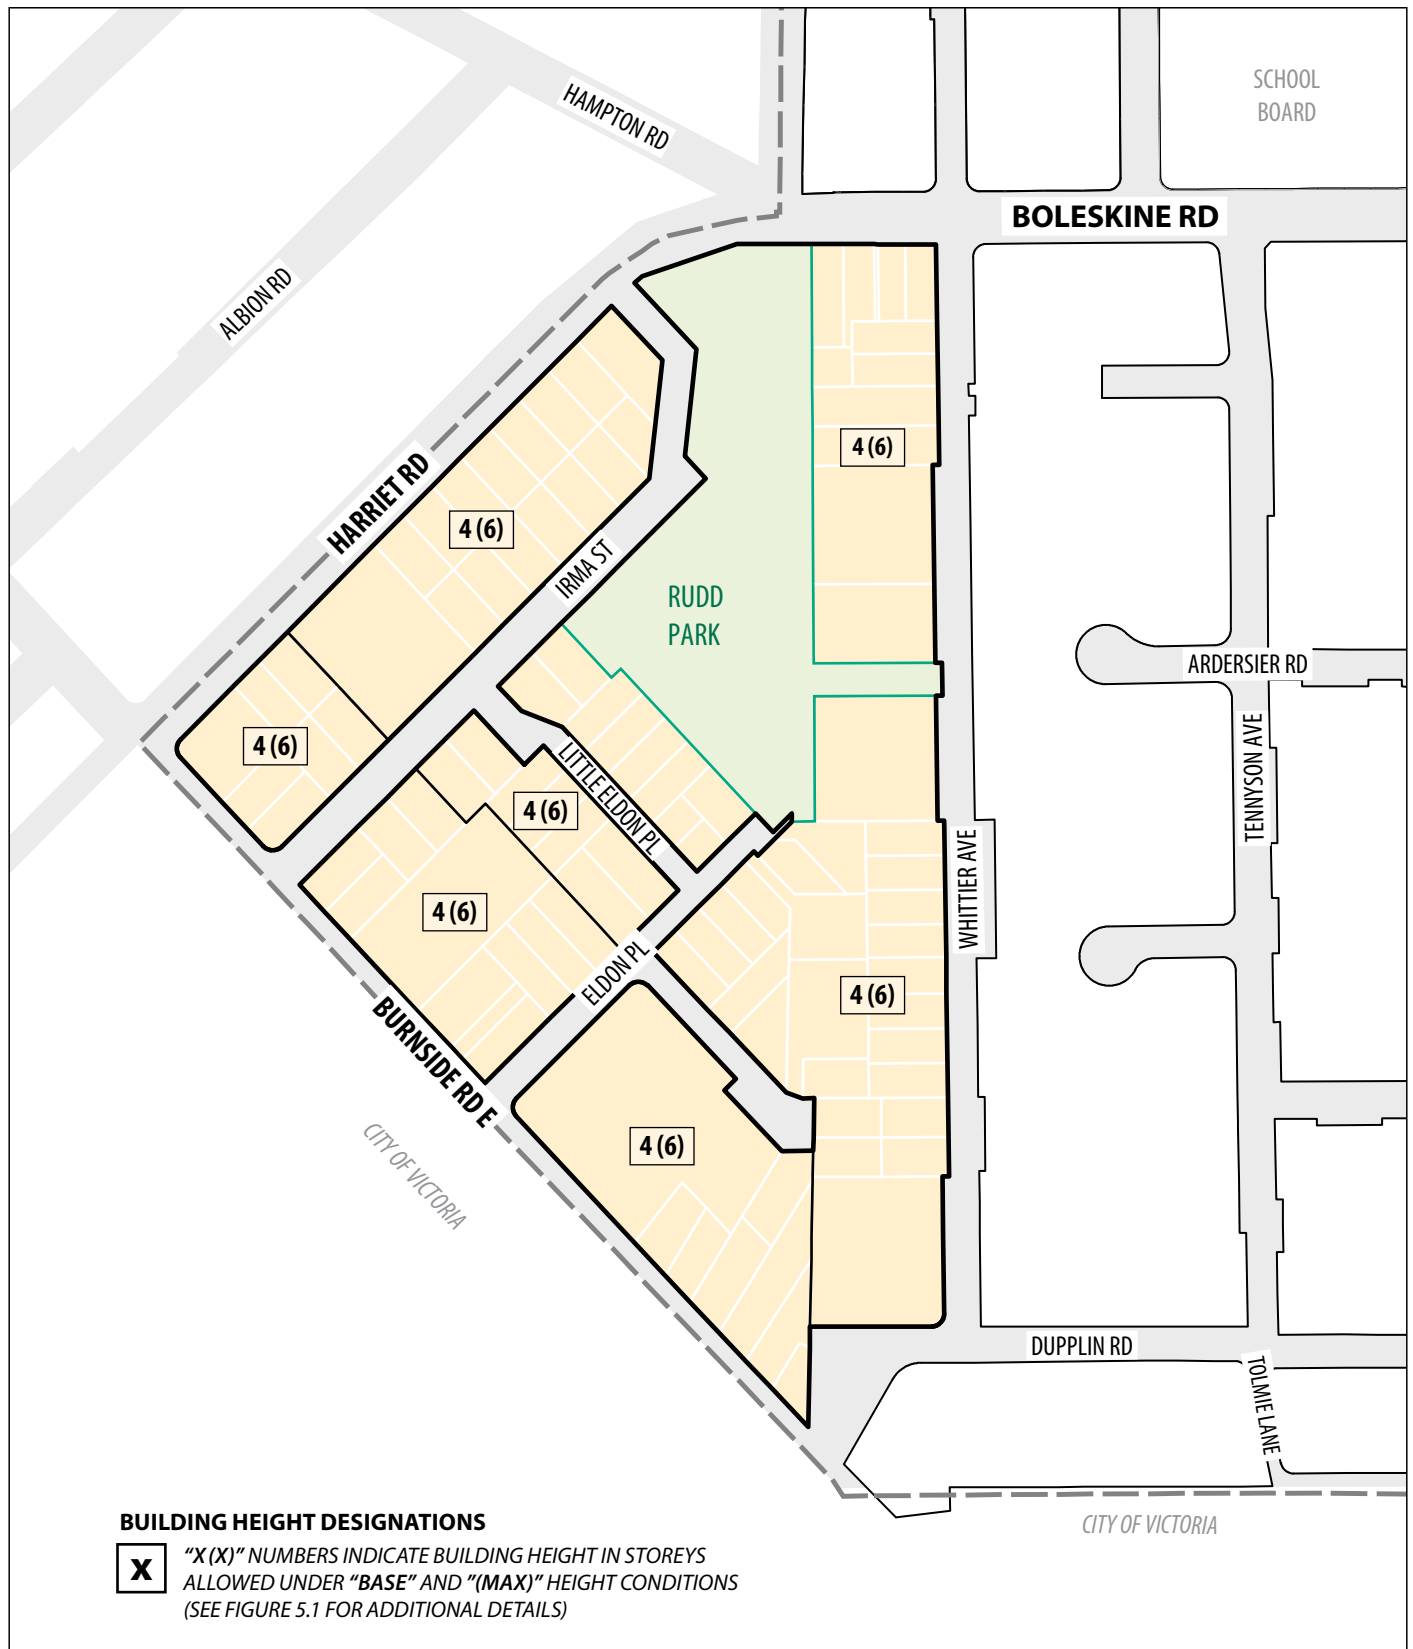 SCHOOL
BOARD
HAMPTON RD
BOLESKINE RD
ALBION RD
HARRIET RD
4 (6)
4 (6)
IRMA ST
RUDD
PARK
ARDERSIER RD
TENNYSON AVE
4 (6)
LITTLE ELDON PL
4 (6)
WHITTIER AVE
4 (6)
ELDON PL
4 (6)
BURNSIDE RD E
4 (6)
CITY OF VICTORIA
DUPPLIN RD
TOLMIE LANE
CITY OF VICTORIA
BUILDING HEIGHT DESIGNATIONS
X
"X (X)" NUMBERS INDICATE BUILDING HEIGHT IN STOREYS
ALLOWED UNDER "BASE" AND "(MAX)" HEIGHT CONDITIONS
(SEE FIGURE 5.1 FOR ADDITIONAL DETAILS)